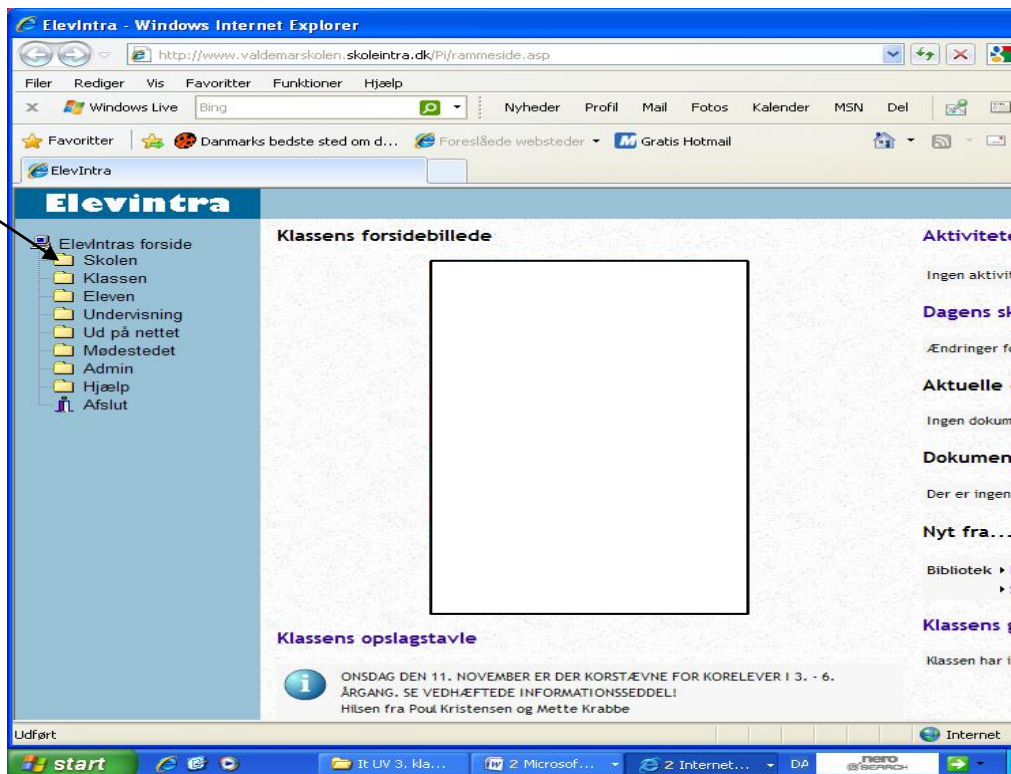 ElevIntra - Windows Internet Explorer
http://www.valdemarskolen.skoleintra.dk/Pi/rammeside.asp
Filer Rediger Vis Favoritter Funktioner Hjælp
Windows Live Bing Nyheder Profil Mail Fotos Kalender MSN Del
Favoritter Danmarks bedste sted om d... Foreslåede websteder Gratis Hotmail
ElevIntra
Elevintra
ElevIntras forside
Skolen
Klassen
Eleven
Undervisning
Ud på nettet
Mødestedet
Admin
Hjælp
Afslut
Klassens forsidebillede
Klassens opslagstavle
ONSDAG DEN 11. NOVEMBER ER DER KORSTÆVNE FOR KORELEVER I 3. - 6.
ÅRGANG. SE VEDHÆFTEDE INFORMATIONSSEDDEL!
Hilsen fra Poul Kristensen og Mette Krabbe
Aktivitete
Ingen aktivit
Dagens sk
Ændringer fo
Aktuelle
Ingen dokum
Dokumen
Der er ingen
Nyt fra...
Bibliotek
Klassens g
Klassen har i
Udført Internet
start It UV 3. kla... 2 Microsof... 2 Internet... DA nero SEARCH